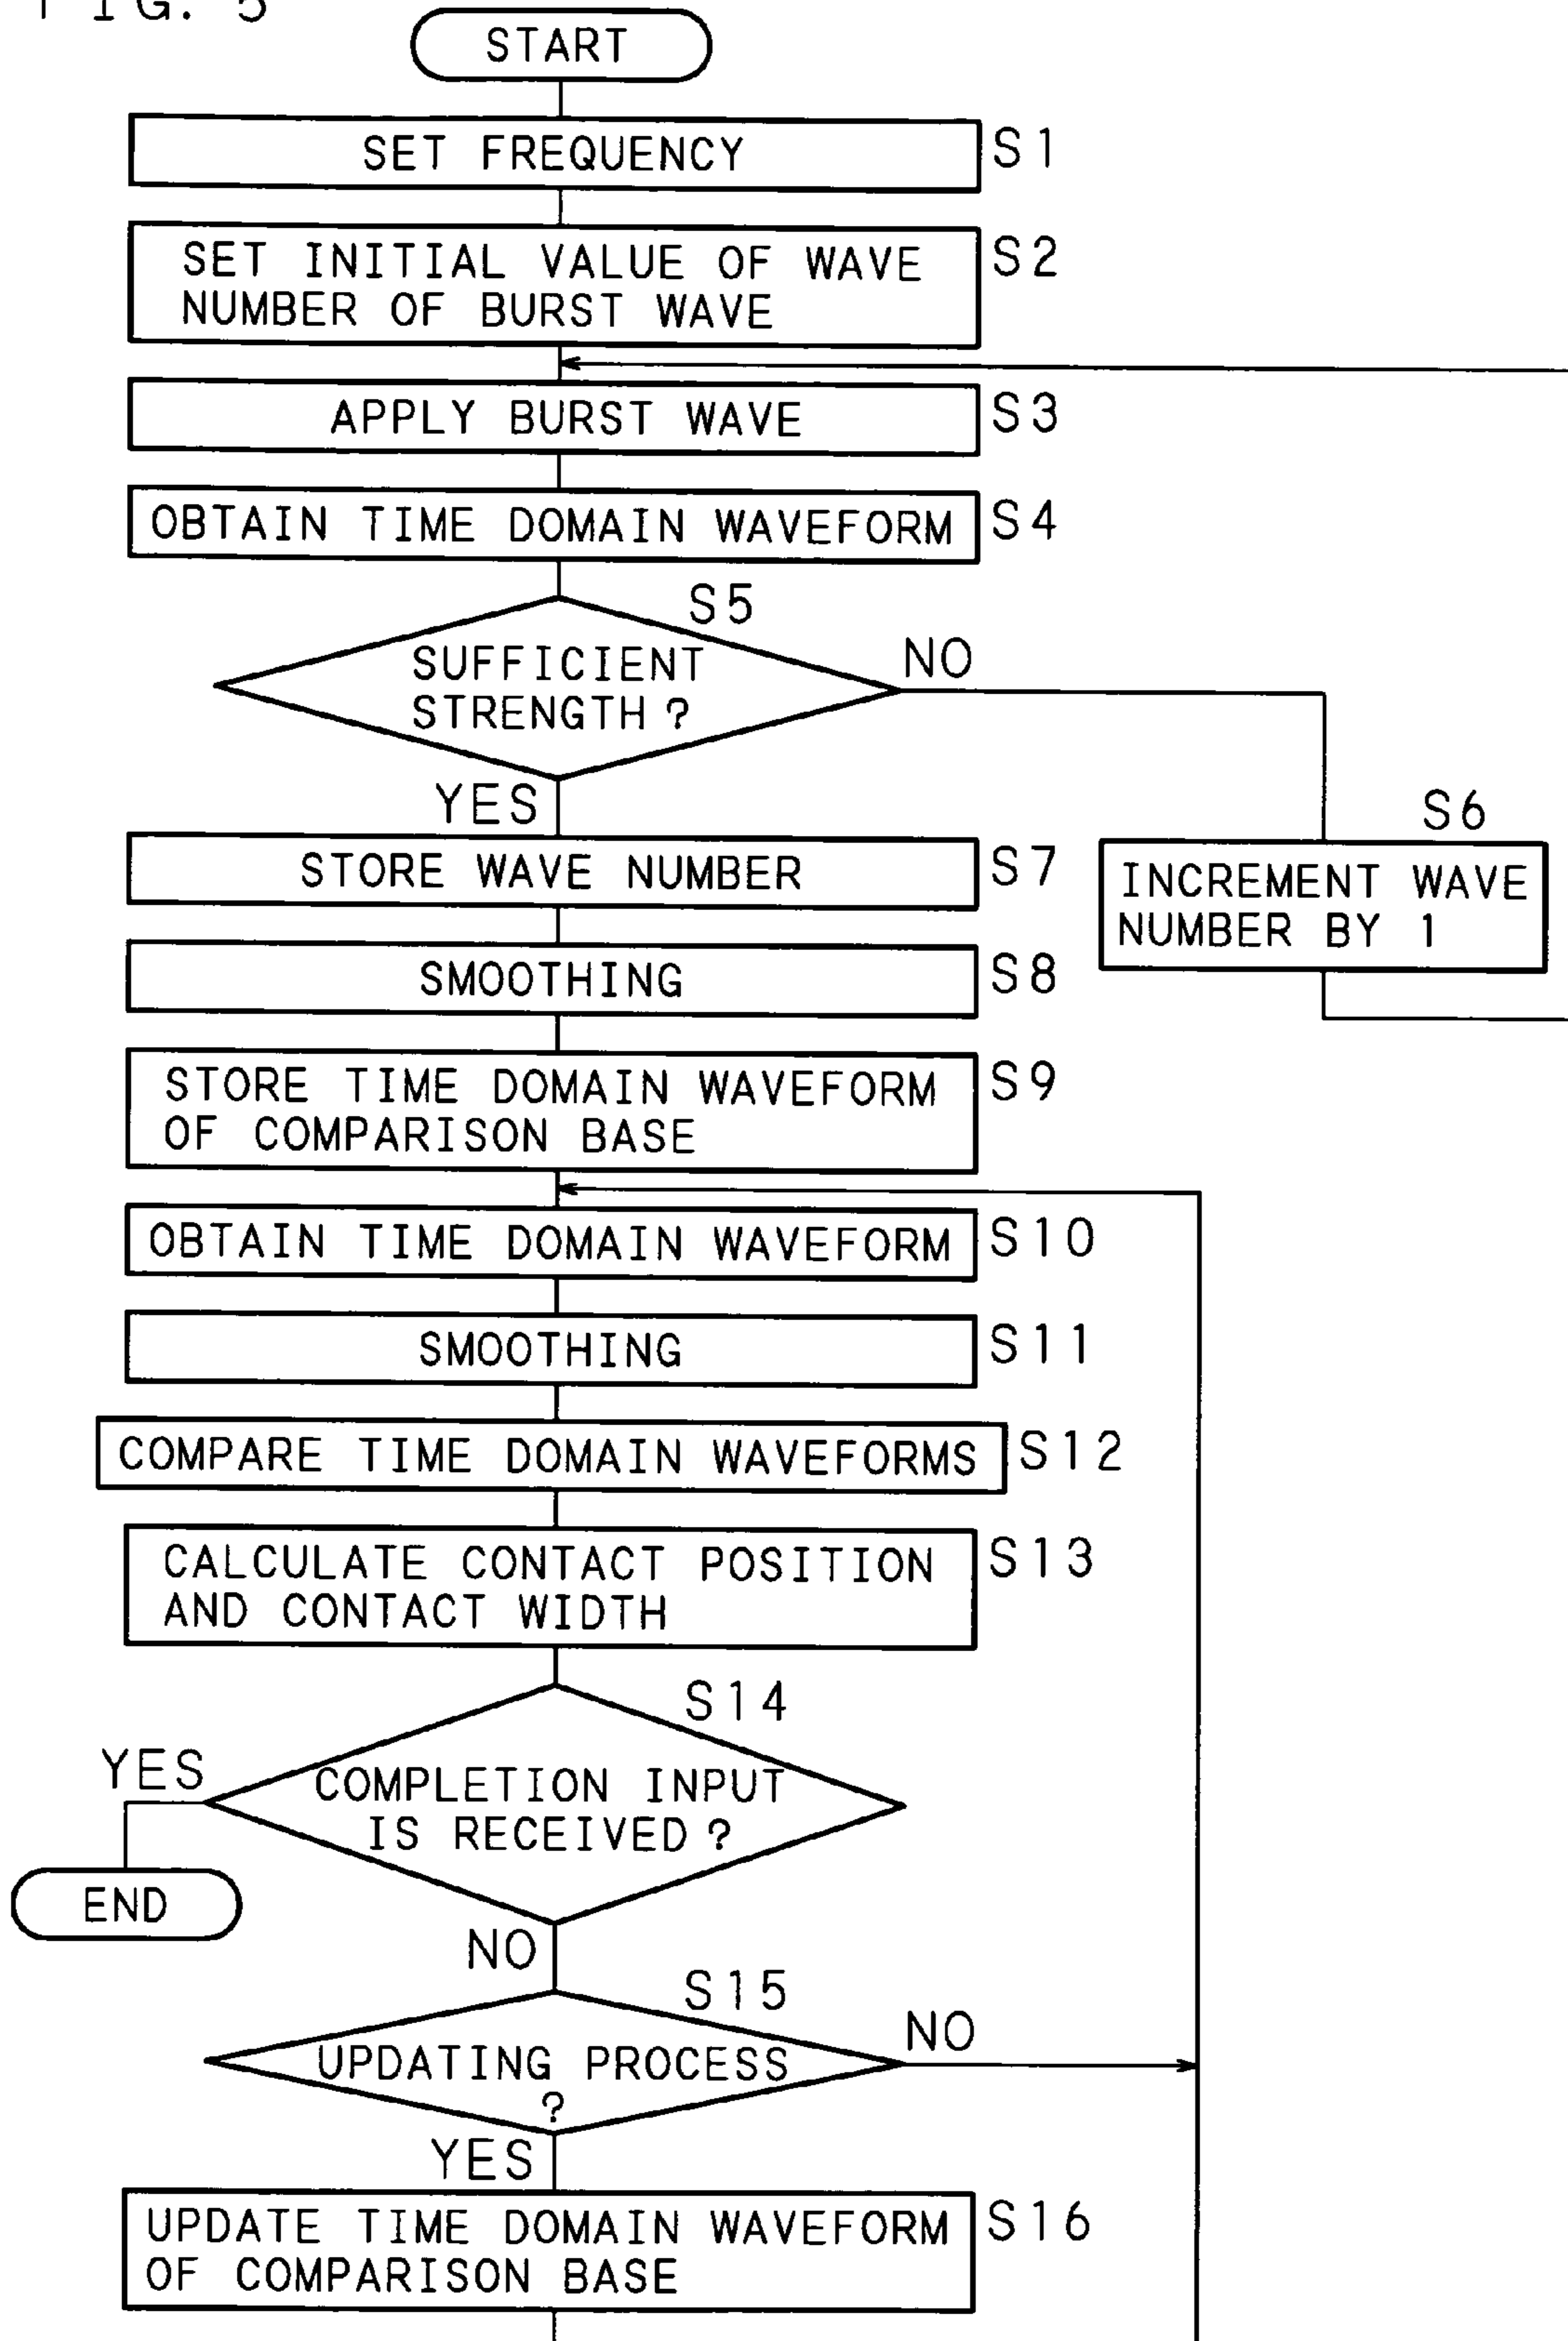 FIG. 5
START
SET FREQUENCY
S1
SET INITIAL VALUE OF WAVE
NUMBER OF BURST WAVE
S2
APPLY BURST WAVE
S3
OBTAIN TIME DOMAIN WAVEFORM
S4
S5
SUFFICIENT
STRENGTH?
NO
YES
S6
INCREMENT WAVE
NUMBER BY 1
STORE WAVE NUMBER
S7
SMOOTHING
S8
STORE TIME DOMAIN WAVEFORM
OF COMPARISON BASE
S9
OBTAIN TIME DOMAIN WAVEFORM
S10
SMOOTHING
S11
COMPARE TIME DOMAIN WAVEFORMS
S12
CALCULATE CONTACT POSITION
AND CONTACT WIDTH
S13
S14
YES
COMPLETION INPUT
IS RECEIVED?
END
NO
S15
UPDATING PROCESS
?
NO
YES
UPDATE TIME DOMAIN WAVEFORM
OF COMPARISON BASE
S16